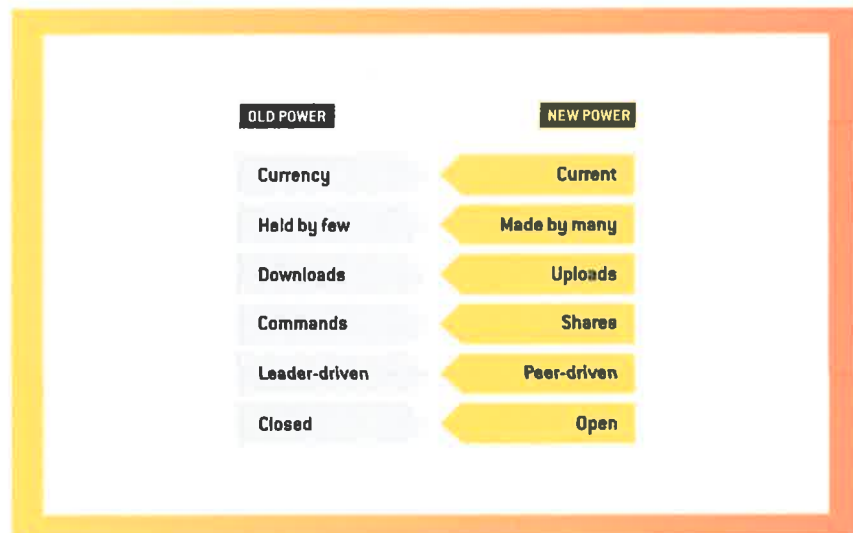 OLD POWER NEW POWER
Currency Current
Held by few Made by many
Downloads Uploads
Commands Shares
Leader-driven Peer-driven
Closed Open